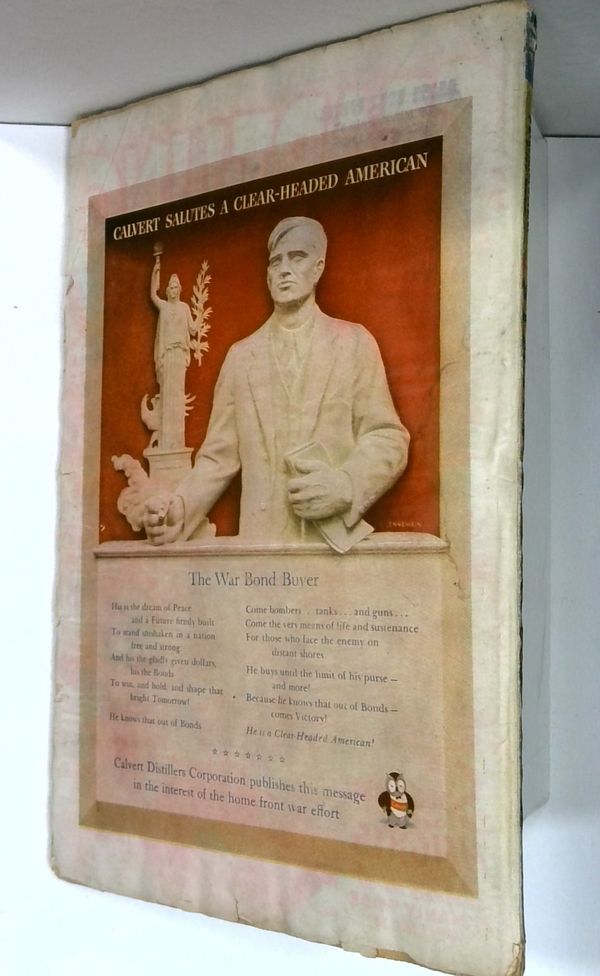 CALVERT SALUTES A CLEAR-HEADED AMERICAN
The War Bond Buyer
His is the dream of Peace
and a Future firmly built
To stand unshaken in a nation
free and strong
And his the gladly given dollars,
his the Bonds
To win, and hold, and shape that
bright Tomorrow!
He knows that out of Bonds
Come bombers . . tanks . . . and guns . . .
Come the very means of life and sustenance
For those who face the enemy on
distant shores
He buys until the limit of his purse —
and more!
Because he knows that out of Bonds —
comes Victory!
He is a Clear-Headed American!
Calvert Distillers Corporation publishes this message
in the interest of the home front war effort